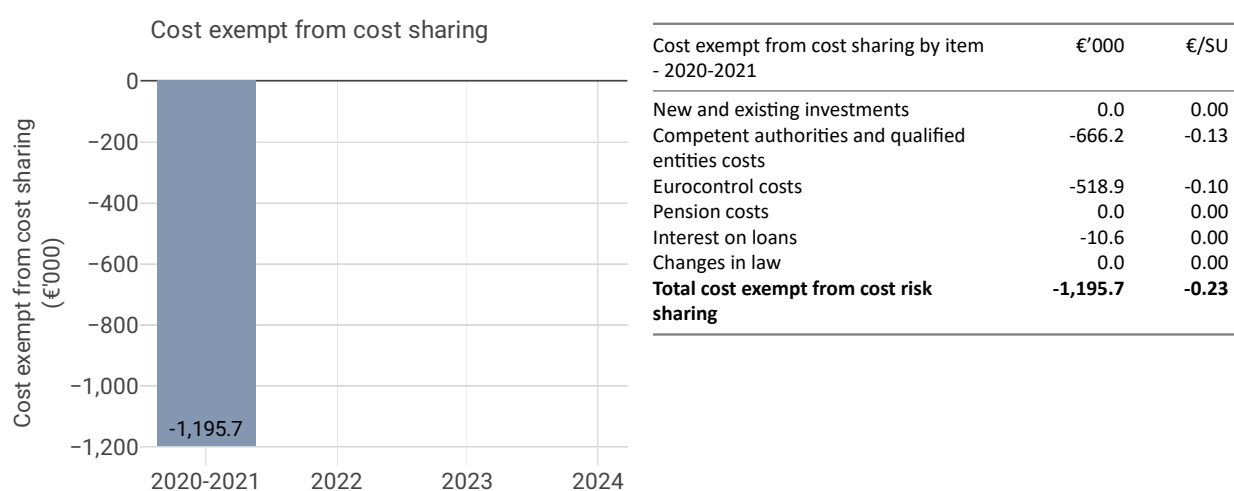 Cost exempt from cost sharing
Cost exempt from cost sharing
(€'000)
0
−200
−400
−600
−800
−1,000
−1,200
-1,195.7
2020-2021 2022 2023 2024
Cost exempt from cost sharing by item €’000 €/SU
- 2020-2021
New and existing investments 0.0 0.00
Competent authorities and qualified -666.2 -0.13
entities costs
Eurocontrol costs -518.9 -0.10
Pension costs 0.0 0.00
Interest on loans -10.6 0.00
Changes in law 0.0 0.00
Total cost exempt from cost risk -1,195.7 -0.23
sharing